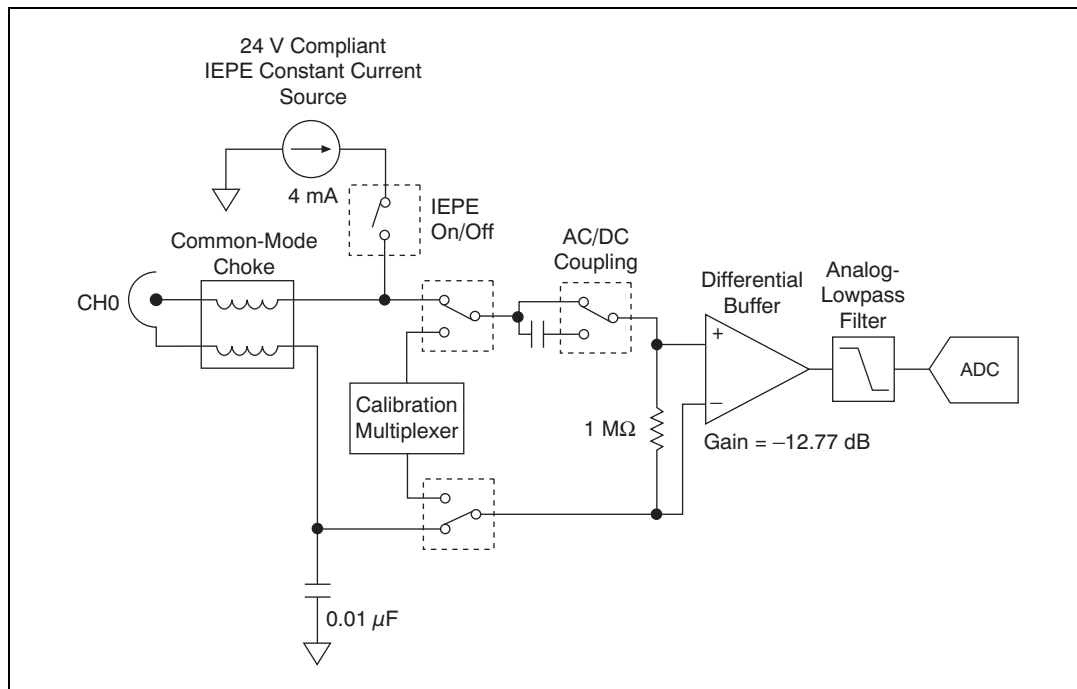 24 V Compliant
IEPE Constant Current
Source
4 mA
IEPE
On/Off
Common-Mode
Choke
CH0
AC/DC
Coupling
Differential
Buffer
Analog-
Lowpass
Filter
+
−
ADC
Calibration
Multiplexer
1 MΩ
Gain = −12.77 dB
0.01 μF